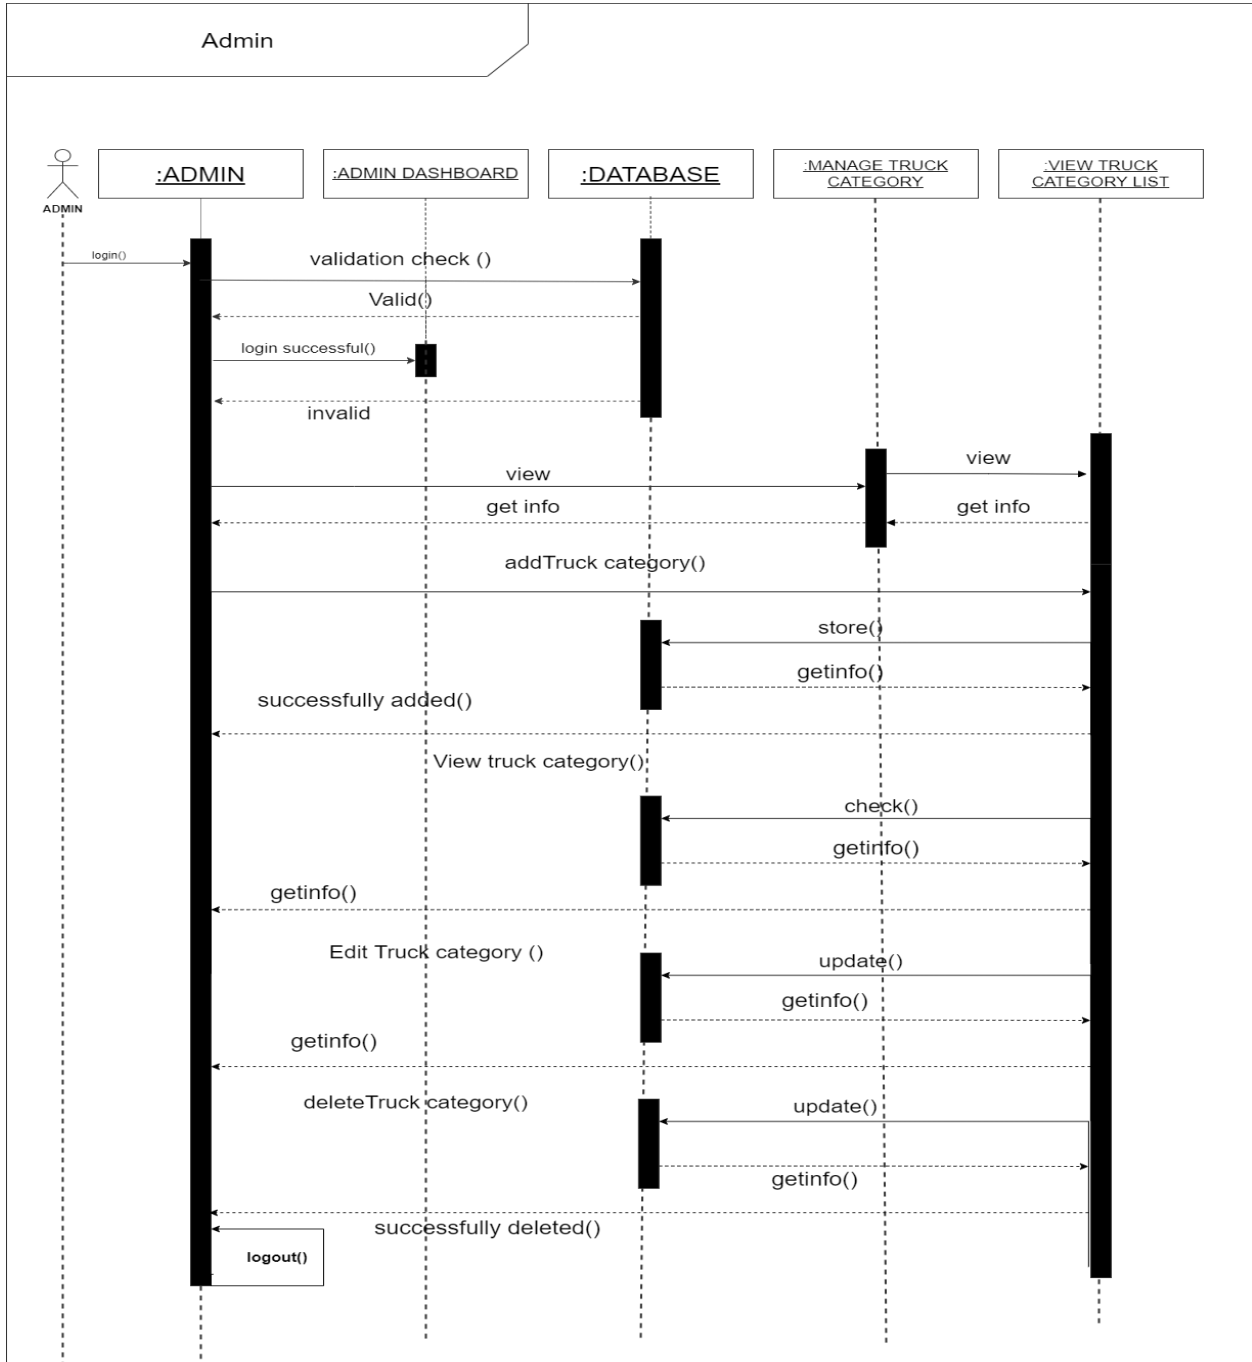 Admin
:ADMIN
:ADMIN DASHBOARD
:DATABASE
:MANAGE TRUCK
CATEGORY
:VIEW TRUCK
CATEGORY LIST
ADMIN
login()
validation check ()
Valid()
login successful()
invalid
view
view
get info
get info
addTruck category()
store()
getinfo()
successfully added()
View truck category()
check()
getinfo()
getinfo()
Edit Truck category ()
update()
getinfo()
getinfo()
deleteTruck category()
update()
getinfo()
successfully deleted()
logout()